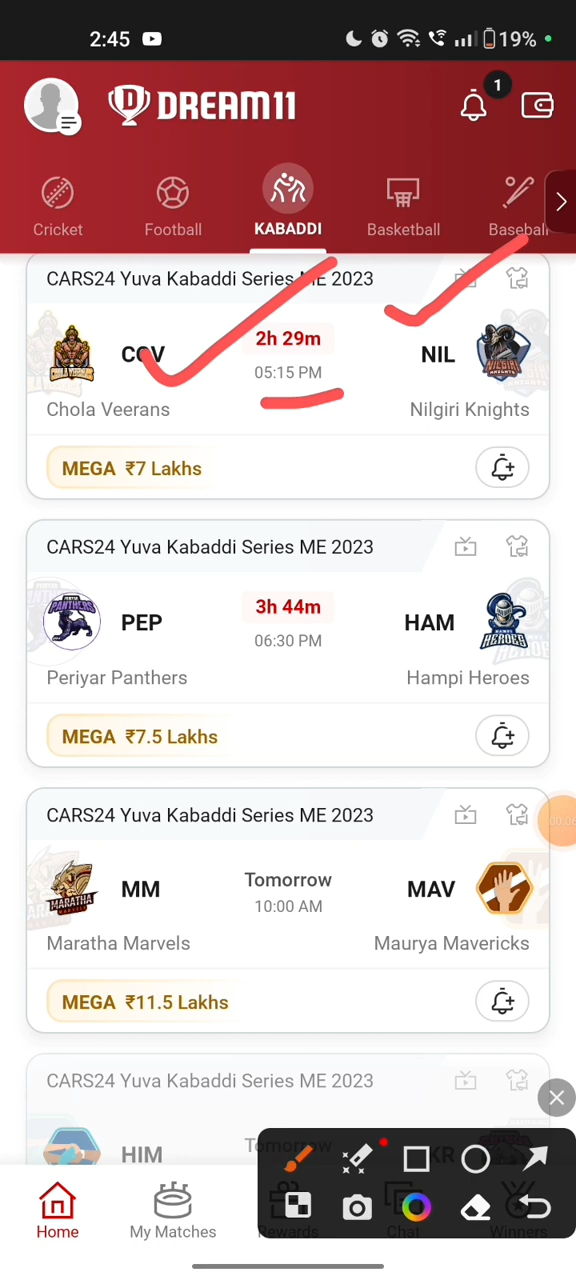 2:45
19%
DREAM11
1
Cricket
Football
KABADDI
Basketball
Baseball
CARS24 Yuva Kabaddi Series ME 2023
2h 29m
NIL
05:15 PM
Chola Veerans
Nilgiri Knights
MEGA ₹7 Lakhs
CARS24 Yuva Kabaddi Series ME 2023
PEP
3h 44m
HAM
06:30 PM
Periyar Panthers
Hampi Heroes
MEGA ₹7.5 Lakhs
CARS24 Yuva Kabaddi Series ME 2023
MM
Tomorrow
MAV
10:00 AM
Maratha Marvels
Maurya Mavericks
MEGA ₹11.5 Lakhs
CARS24 Yuva Kabaddi Series ME 2023
HIM
Tomorrow
Home
My Matches
Rewards
Chat
Winners